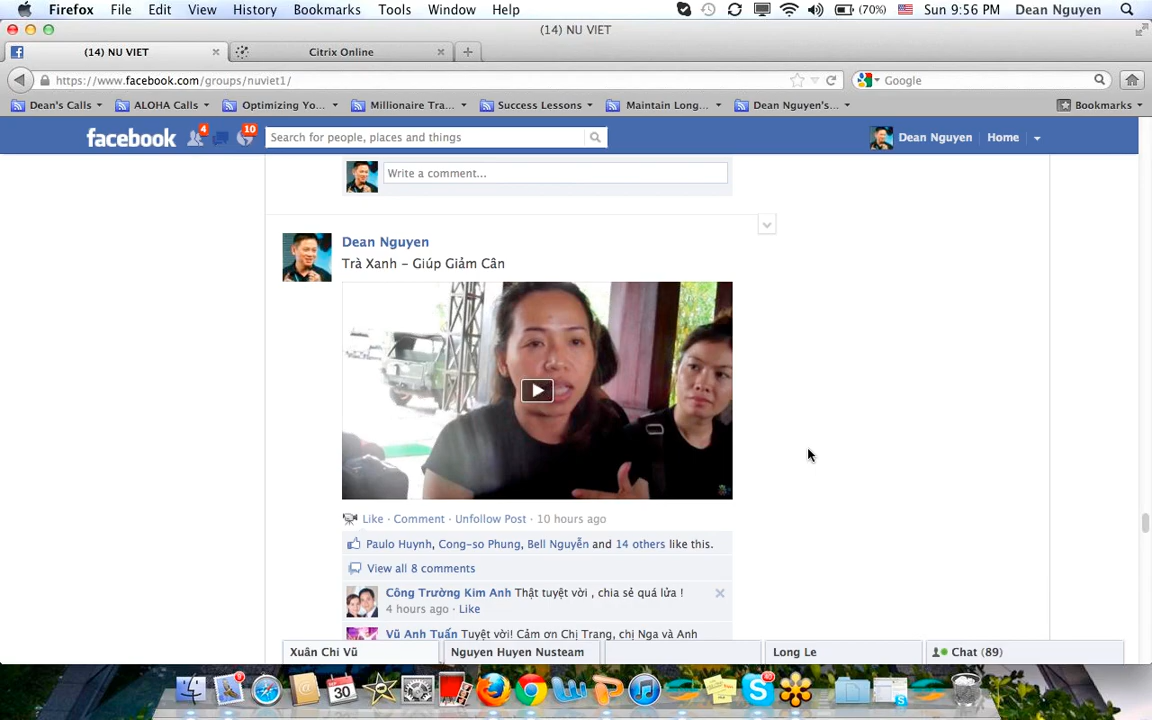 Firefox File Edit View History Bookmarks Tools Window Help (70%) Sun 9:56 PM Dean Nguyen
(14) NU VIET
(14) NU VIET Citrix Online
https://www.facebook.com/groups/nuviet1/ Google
Dean's Calls ALOHA Calls Optimizing Yo... Millionaire Tra... Success Lessons Maintain Long... Dean Nguyen's... Bookmarks
facebook 4 10 Search for people, places and things Dean Nguyen Home
Write a comment...
Dean Nguyen
Trà Xanh - Giúp Giảm Cân
Like · Comment · Unfollow Post · 10 hours ago
Paulo Huynh, Cong-so Phung, Bell Nguyễn and 14 others like this.
View all 8 comments
Công Trường Kim Anh Thật tuyệt vời , chia sẻ quá lửa !
4 hours ago · Like
Vũ Anh Tuấn Tuyệt vời! Cảm ơn Chị Trang, chị Nga và Anh
Xuân Chi Vũ Nguyen Huyen Nusteam Long Le Chat (89)
30